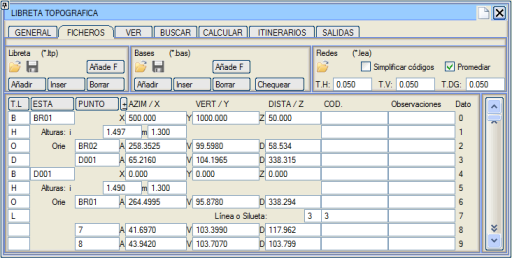 LIBRETA TOPOGRAFICA
GENERAL FICHEROS VER BUSCAR CALCULAR ITINERARIOS SALIDAS
Libreta (*.ltp) Bases (*.bas) Redes (*.lea)
Añade F Añade F Simplificar códigos Promediar
Añadr Inser Borrar Añadir Inser Borrar Chequear T.H: 0.050 T.V: 0.050 T.DG: 0.050
T.L ESTA PUNTO AZIM / X VERT / Y DISTA / Z COD. Observaciones Dato
B BR01 X 500.000 Y 1000.000 Z 50.000 0
H Alturas: i 1.497 m 1.300 1
O Orie BR02 A 258.3525 V 99.5980 D 58.534 2
D D001 A 65.2160 V 104.1965 D 338.315 3
B D001 X 0.000 Y 0.000 Z 0.000 4
H Alturas: i 1.490 m 1.300 5
O Orie BR01 A 264.4995 V 95.8780 D 338.294 6
L Línea o Silueta: 3 3 7
7 A 41.6970 V 103.3990 D 117.962 8
8 A 43.9420 V 103.7070 D 103.799 9